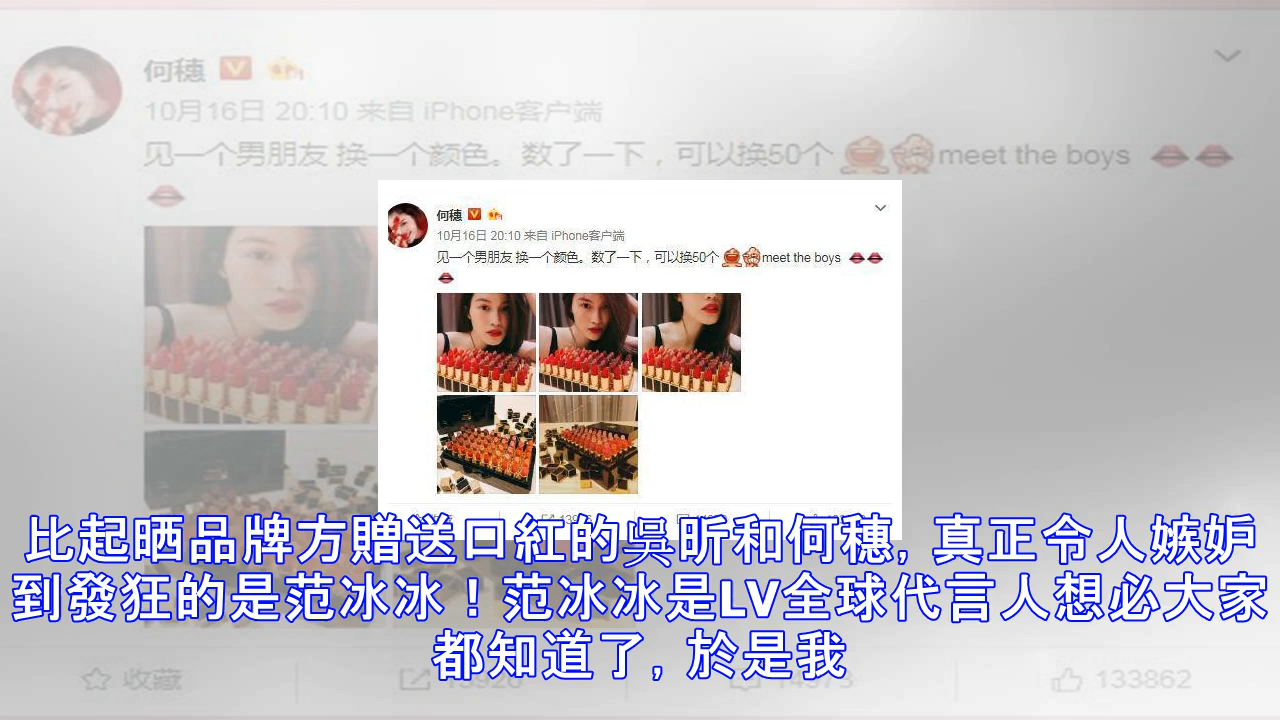 何穗
10月16日 20:10 来自 iPhone客户端
见一个男朋友 换一个颜色。数了一下，可以换50个 meet the boys
何穗
10月16日 20:10 来自 iPhone客户端
见一个男朋友 换一个颜色。数了一下，可以换50个 meet the boys
比起晒品牌方贈送口紅的吳昕和何穗, 真正令人嫉妒
到發狂的是范冰冰！范冰冰是LV全球代言人想必大家
都知道了, 於是我
收藏
133862